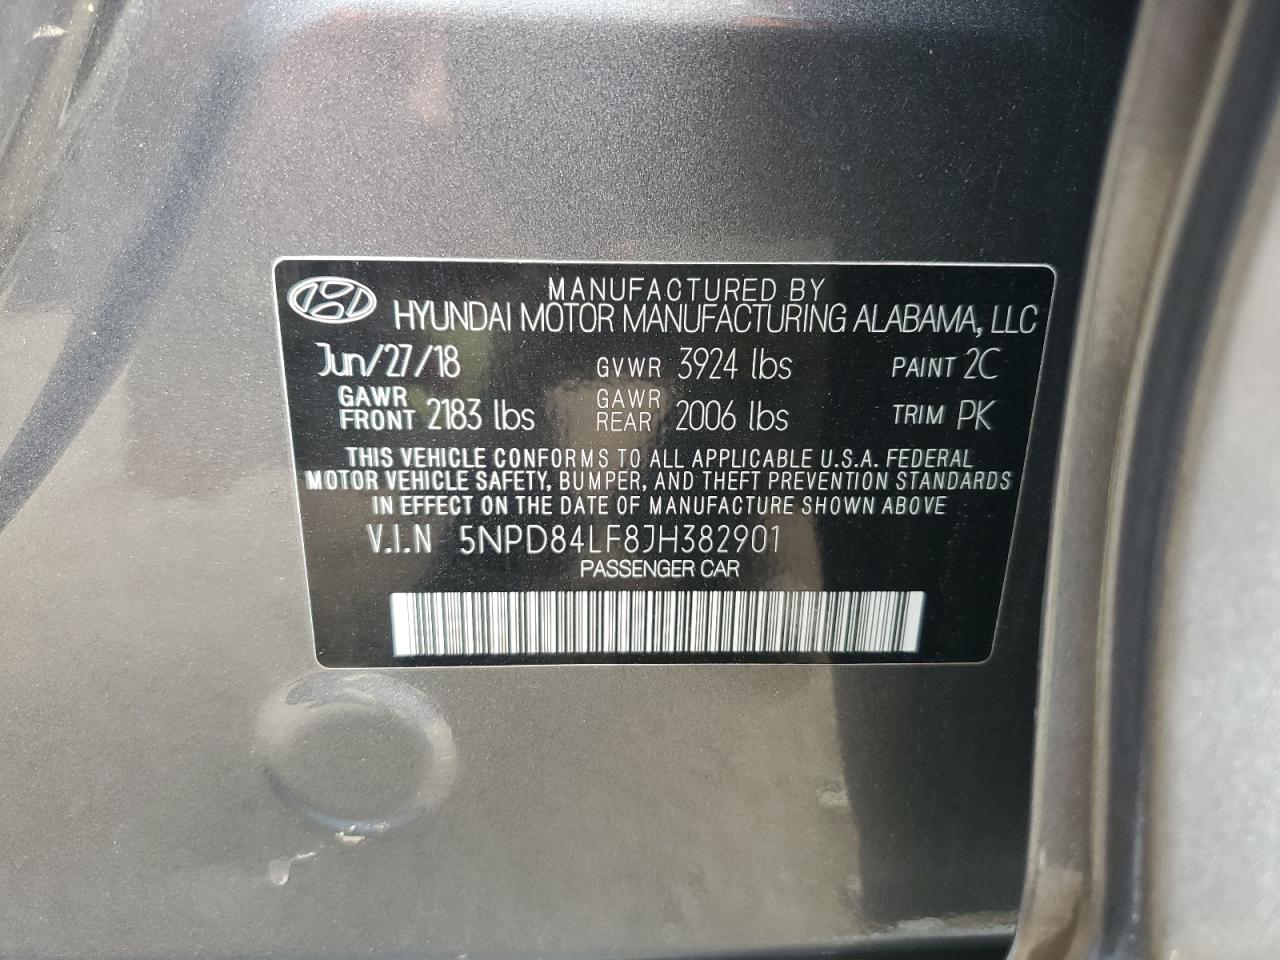 MANUFACTURED BY
HYUNDAI MOTOR MANUFACTURING ALABAMA, LLC
Jun/27/18 GVWR 3924 lbs PAINT 2C
GAWR FRONT 2183 lbs GAWR REAR 2006 lbs TRIM PK
THIS VEHICLE CONFORMS TO ALL APPLICABLE U.S.A. FEDERAL
MOTOR VEHICLE SAFETY, BUMPER, AND THEFT PREVENTION STANDARDS
IN EFFECT ON THE DATE OF MANUFACTURE SHOWN ABOVE
V.I.N 5NPD84LF8JH382901
PASSENGER CAR